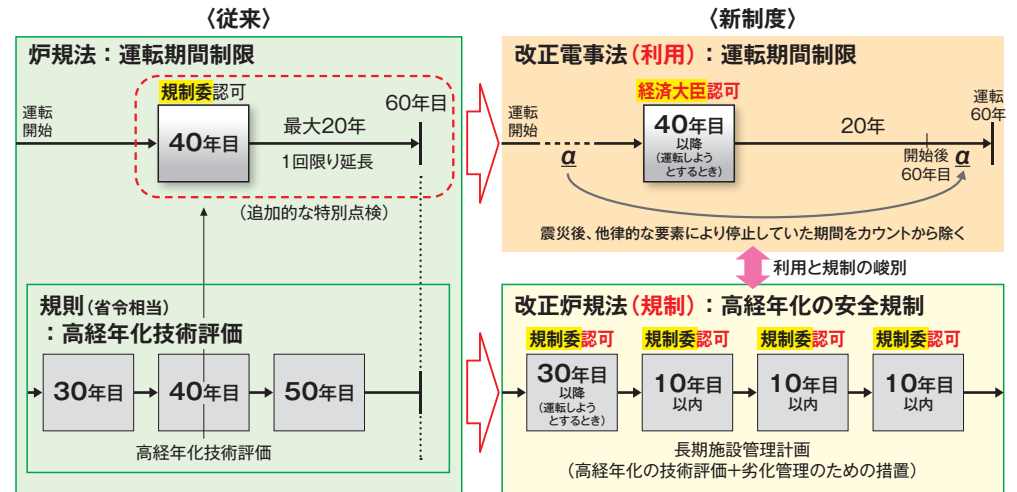 〈従来〉
炉規法：運転期間制限
規制委認可
運転
開始
40年目
最大20年
1回限り延長
60年目
（追加的な特別点検）
規則(省令相当)
：高経年化技術評価
30年目
40年目
50年目
高経年化技術評価
〈新制度〉
改正電事法(利用)：運転期間制限
経済大臣認可
運転
開始
α
40年目
以降
(運転しよう
とするとき)
20年
開始後
60年目
α
運転
60年
震災後、他律的な要素により停止していた期間をカウントから除く
利用と規制の峻別
改正炉規法(規制)：高経年化の安全規制
規制委認可
規制委認可
規制委認可
規制委認可
30年目
以降
(運転しよう
とするとき)
10年目
以内
10年目
以内
10年目
以内
長期施設管理計画
（高経年化の技術評価＋劣化管理のための措置）